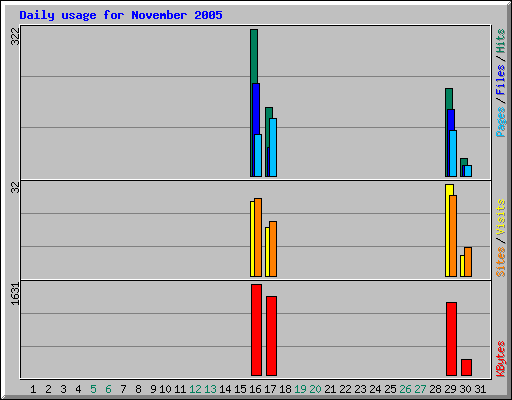 Daily usage for November 2005
322
Pages / Files / Hits
32
Sites / Visits
1631
KBytes
1 2 3 4 5 6 7 8 9 10 11 12 13 14 15 16 17 18 19 20 21 22 23 24 25 26 27 28 29 30 31